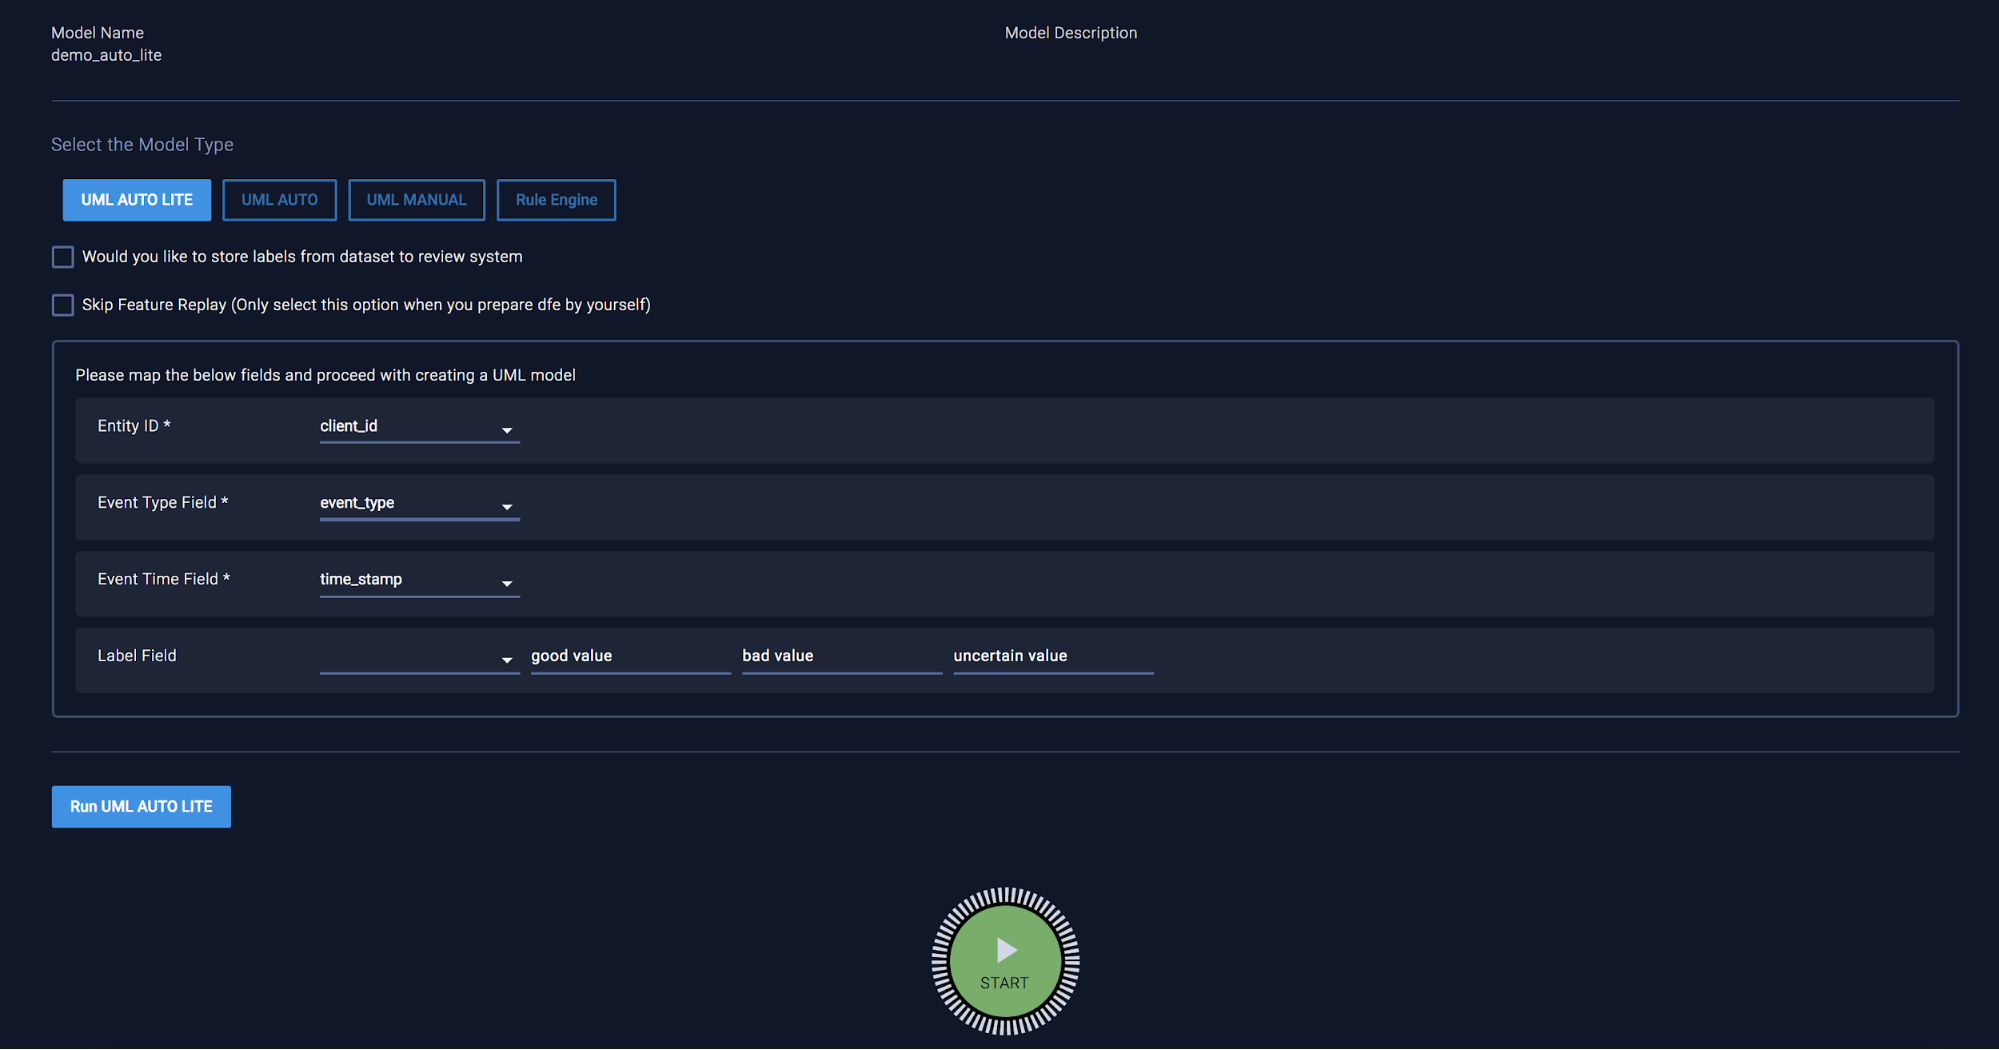 Model Name
Model Description
demo_auto_lite
Select the Model Type
UML AUTO LITE
UML AUTO
UML MANUAL
Rule Engine
Would you like to store labels from dataset to review system
Skip Feature Replay (Only select this option when you prepare dfe by yourself)
Please map the below fields and proceed with creating a UML model
Entity ID * client_id
Event Type Field * event_type
Event Time Field * time_stamp
Label Field good value bad value uncertain value
Run UML AUTO LITE
START